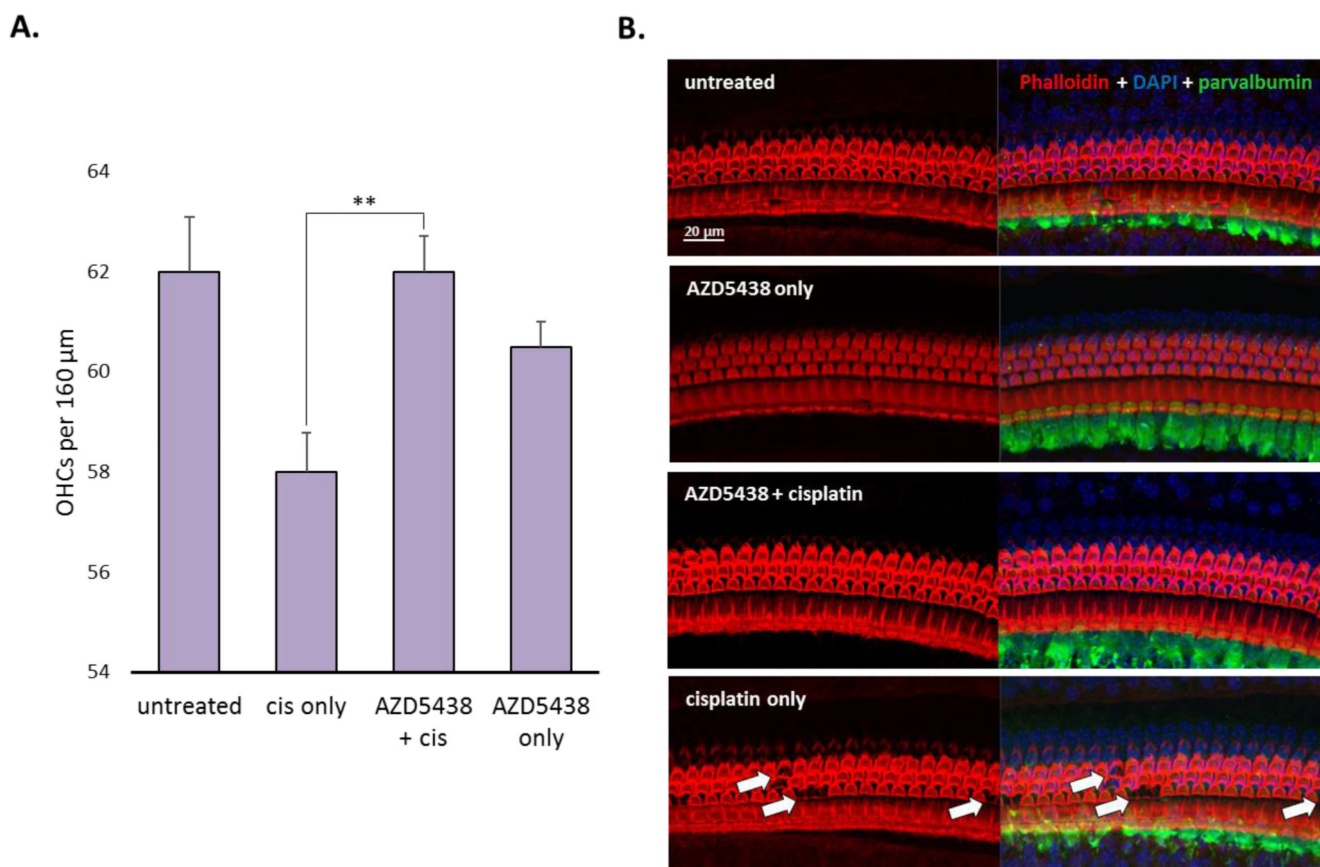 A.
64
62
60
58
56
54
OHCs per 160 µm
**
untreated
cis only
AZD5438
+ cis
AZD5438
only
B.
untreated
Phalloidin + DAPI + parvalbumin
20 µm
AZD5438 only
AZD5438 + cisplatin
cisplatin only